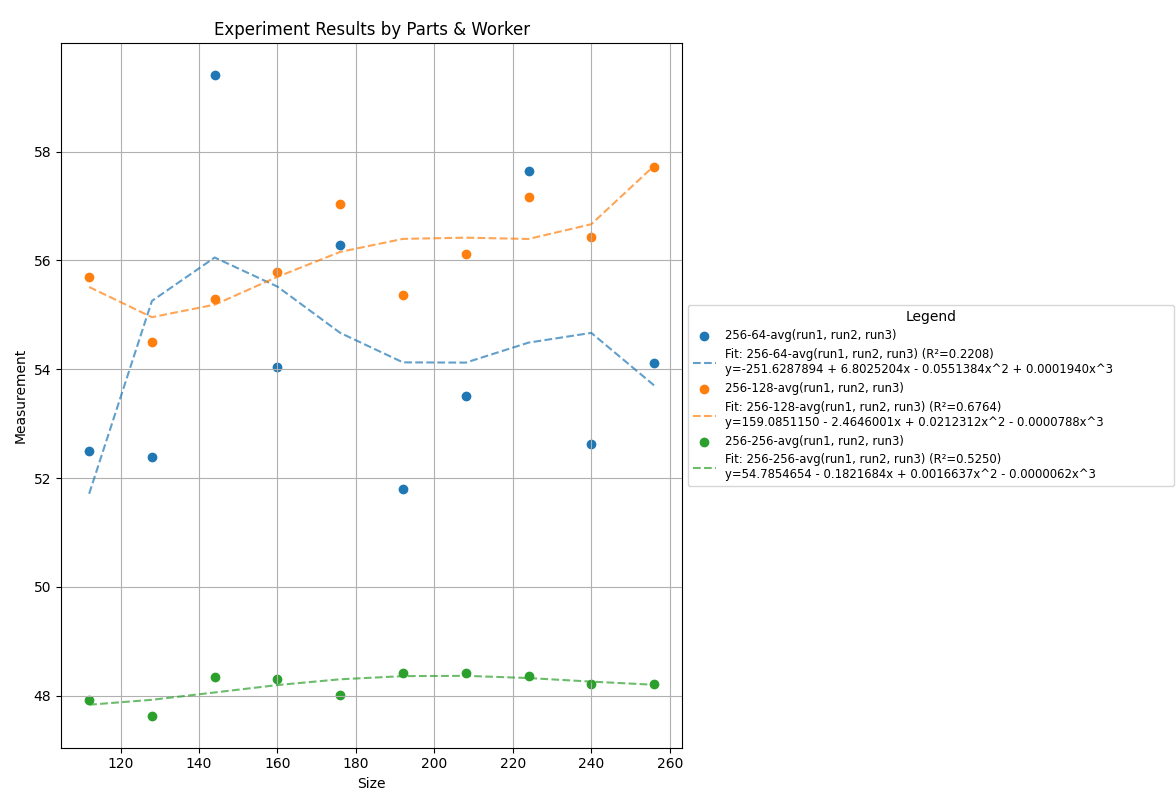 Experiment Results by Parts & Worker
Measurement
58
56
54
52
50
48
120
140
160
180
200
220
240
260
Size
Legend
256-64-avg(run1, run2, run3)
Fit: 256-64-avg(run1, run2, run3) (R²=0.2208)
y=-251.6287894 + 6.8025204x - 0.0551384x^2 + 0.0001940x^3
256-128-avg(run1, run2, run3)
Fit: 256-128-avg(run1, run2, run3) (R²=0.6764)
y=159.0851150 - 2.4646001x + 0.0212312x^2 - 0.0000788x^3
256-256-avg(run1, run2, run3)
Fit: 256-256-avg(run1, run2, run3) (R²=0.5250)
y=54.7854654 - 0.1821684x + 0.0016637x^2 - 0.0000062x^3